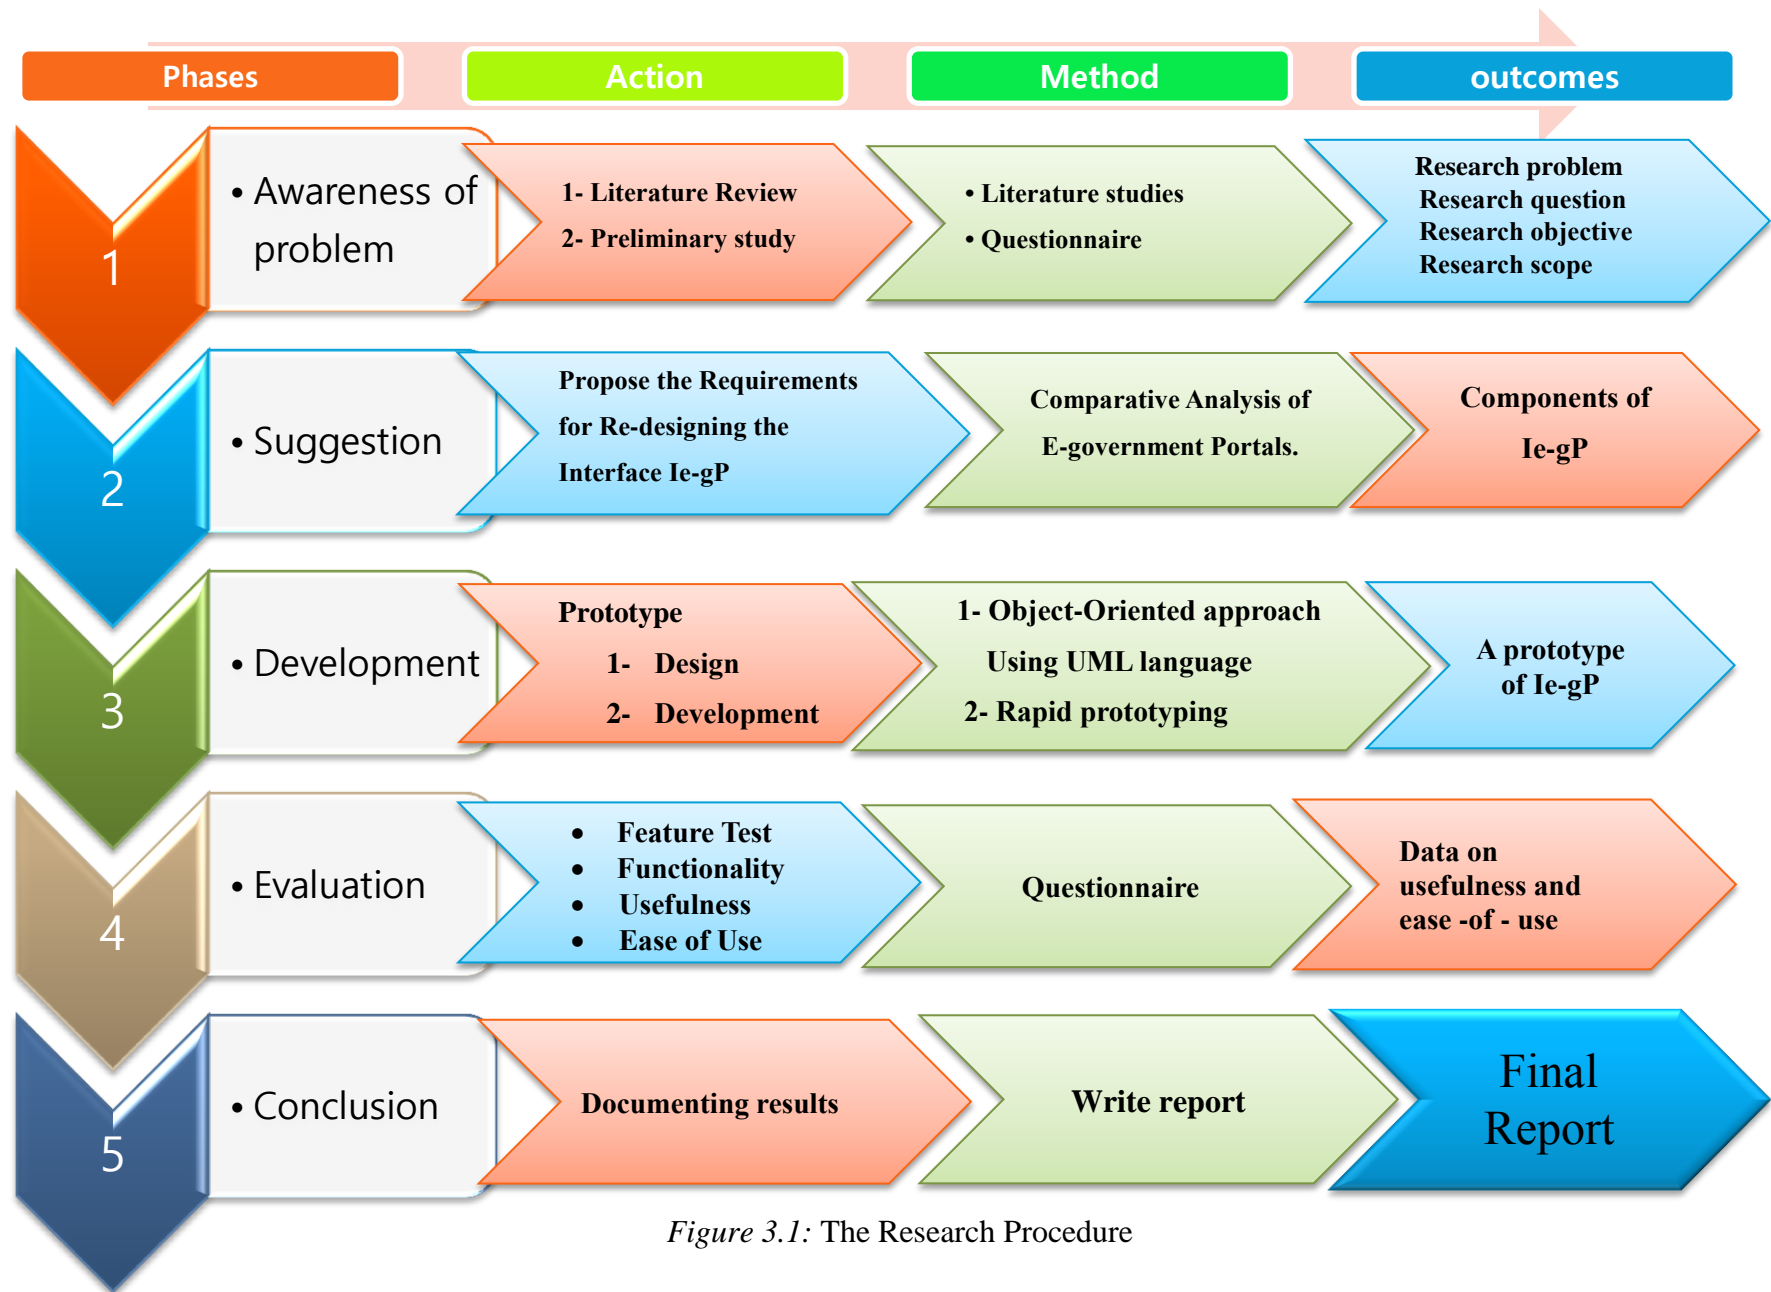 Phases
Action
Method
outcomes
1
• Awareness of
problem
1- Literature Review
2- Preliminary study
• Literature studies
• Questionnaire
Research problem
Research question
Research objective
Research scope
2
• Suggestion
Propose the Requirements
for Re-designing the
Interface Ie-gP
Comparative Analysis of
E-government Portals.
Components of
Ie-gP
3
• Development
Prototype
1- Design
2- Development
1- Object-Oriented approach
Using UML language
2- Rapid prototyping
A prototype
of Ie-gP
4
• Evaluation
• Feature Test
• Functionality
• Usefulness
• Ease of Use
Questionnaire
Data on
usefulness and
ease -of - use
5
• Conclusion
Documenting results
Write report
Final
Report
Figure 3.1: The Research Procedure